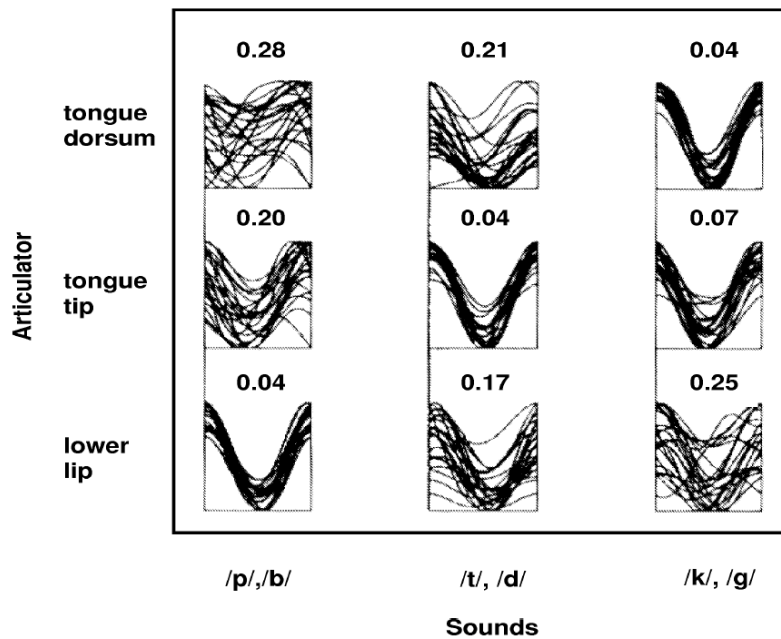 0.28 0.21 0.04
tongue
dorsum
0.20 0.04 0.07
tongue
tip
Articulator
0.04 0.17 0.25
lower
lip
/p/,/b/ /t/, /d/ /k/, /g/
Sounds